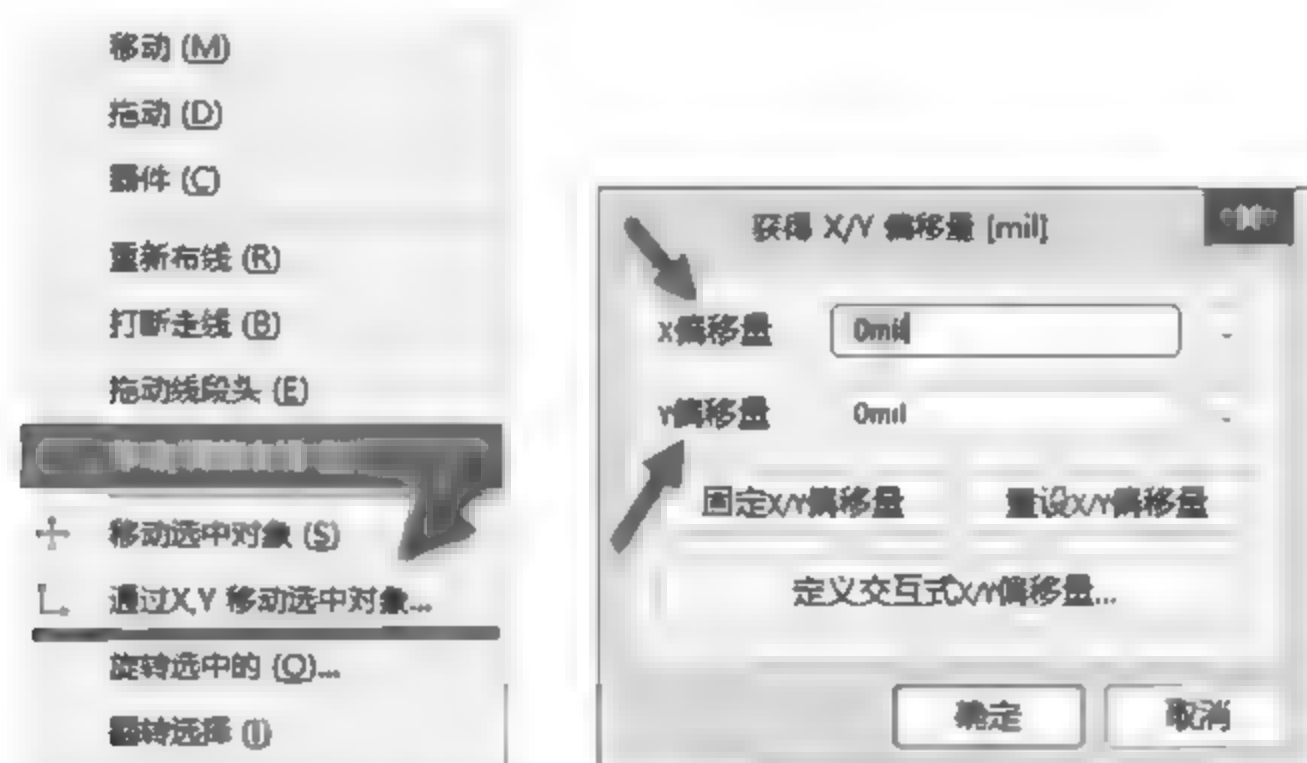 移动 (M)
拖动 (D)
器件 (C)
重新布线 (R)
打断走线 (B)
拖动线段头 (E)
移动选中对象 (S)
通过X,Y 移动选中对象...
旋转选中的 (O)...
翻转选择 (I)
获得 X/Y 偏移量 [mil]
X偏移量 0mil
Y偏移量 0mil
固定X/Y偏移量 重设X/Y偏移量
定义交互式X/Y偏移量...
确定 取消